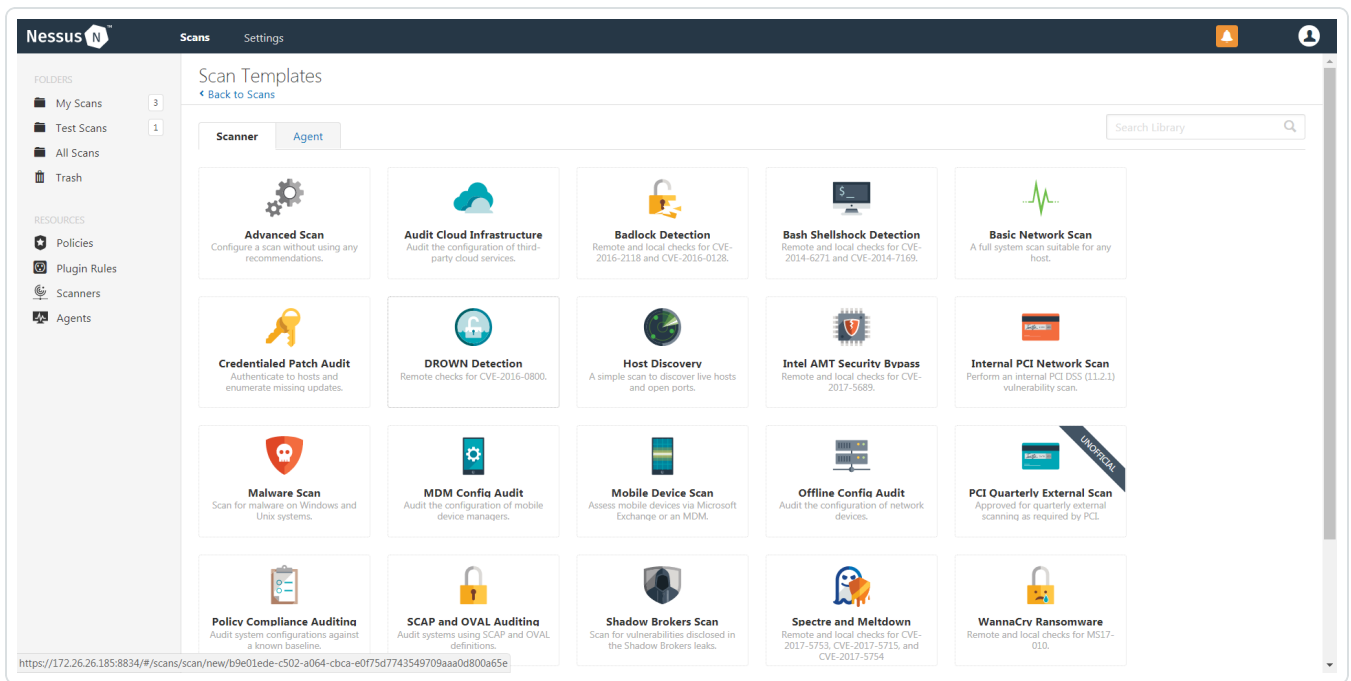 Nessus N ™
Scans Settings
FOLDERS
My Scans 3
Test Scans 1
All Scans
Trash
RESOURCES
Policies
Plugin Rules
Scanners
Agents
Scan Templates
Back to Scans
Scanner Agent
Search Library
Advanced Scan
Configure a scan without using any
recommendations.
Audit Cloud Infrastructure
Audit the configuration of third-
party cloud services.
Badlock Detection
Remote and local checks for CVE-
2016-2118 and CVE-2016-0128.
$_
Bash Shellshock Detection
Remote and local checks for CVE-
2014-6271 and CVE-2014-7169.
Basic Network Scan
A full system scan suitable for any
host.
Credentialed Patch Audit
Authenticate to hosts and
enumerate missing updates.
DROWN Detection
Remote checks for CVE-2016-0800.
Host Discovery
A simple scan to discover live hosts
and open ports.
Intel AMT Security Bypass
Remote and local checks for CVE-
2017-5689.
Internal PCI Network Scan
Perform an internal PCI DSS (11.2.1)
vulnerability scan.
Malware Scan
Scan for malware on Windows and
Unix systems.
MDM Config Audit
Audit the configuration of mobile
device managers.
Mobile Device Scan
Assess mobile devices via Microsoft
Exchange or an MDM.
Offline Config Audit
Audit the configuration of network
devices.
UNOFFICIAL
PCI Quarterly External Scan
Approved for quarterly external
scanning as required by PCI.
Policy Compliance Auditing
Audit system configurations against
a known baseline.
SCAP and OVAL Auditing
Audit systems using SCAP and OVAL
definitions.
Shadow Brokers Scan
Scan for vulnerabilities disclosed in
the Shadow Brokers leaks.
Spectre and Meltdown
Remote and local checks for CVE-
2017-5753, CVE-2017-5715, and
CVE-2017-5754
WannaCry Ransomware
Remote and local checks for MS17-
010.
https://172.26.26.185:8834/#/scans/scan/new/b9e01ede-c502-a064-cbca-e0f75d7743549709aaa0d800a65e